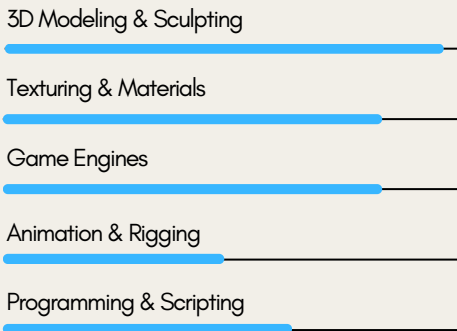 3D Modeling & Sculpting
Texturing & Materials
Game Engines
Animation & Rigging
Programming & Scripting